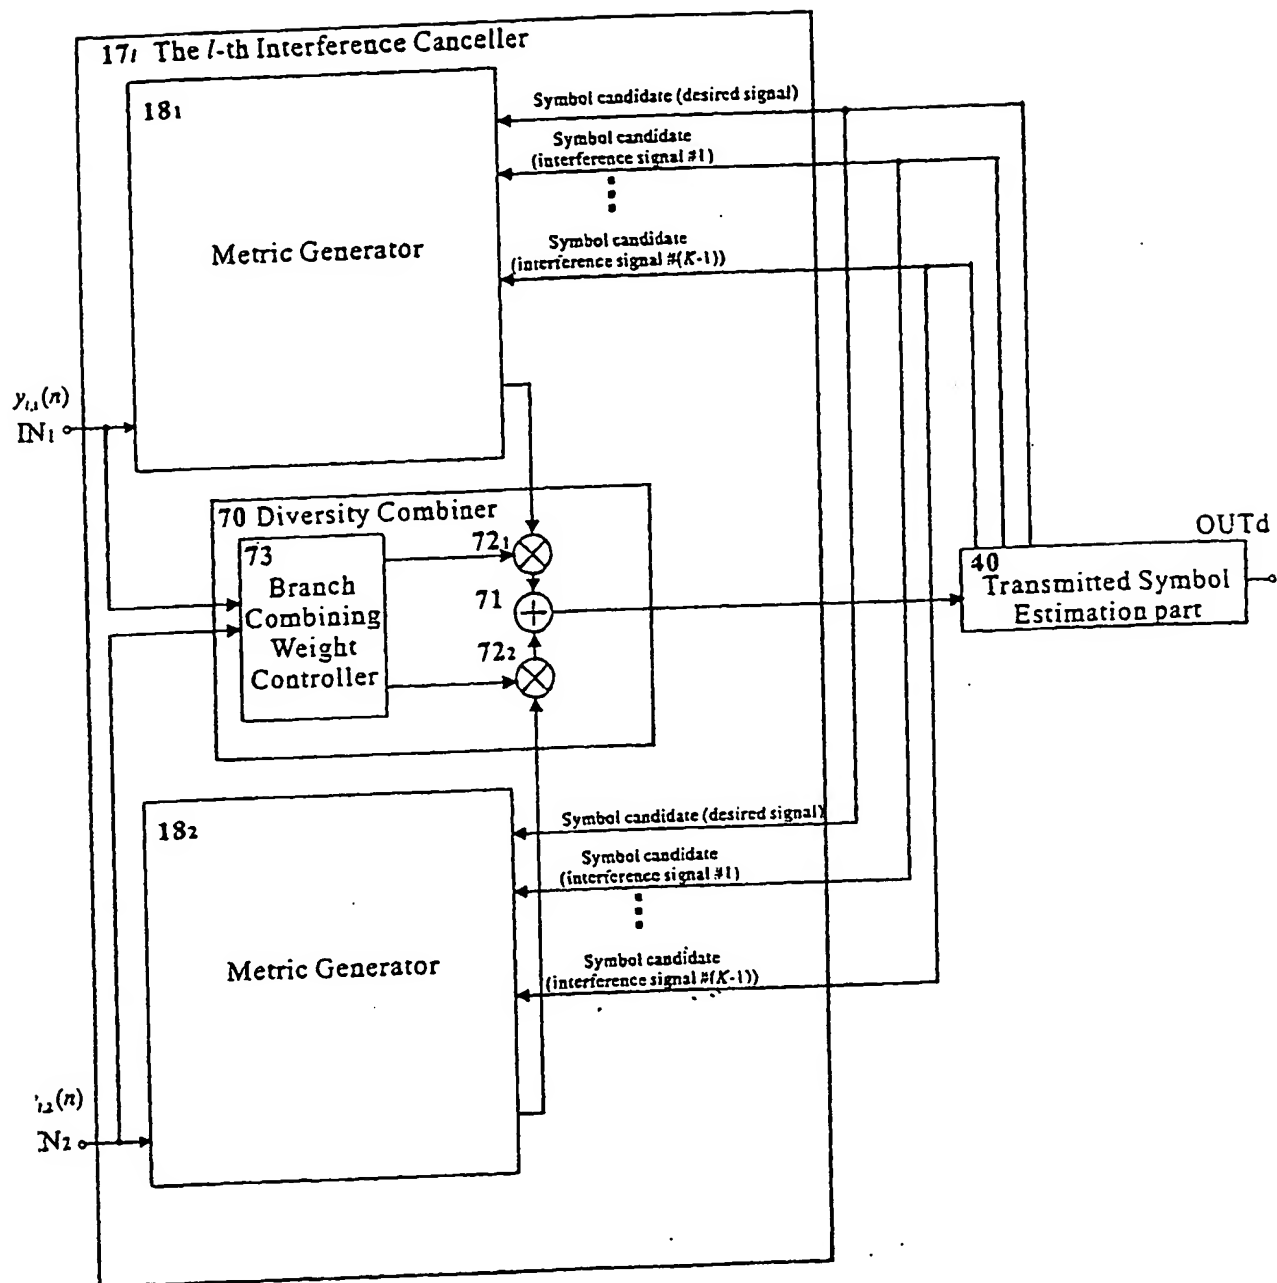 17l The l-th Interference Canceller
181
Symbol candidate (desired signal)
Symbol candidate
(interference signal #1)
Symbol candidate
(interference signal #(K-1))
Metric Generator
yl,1(n)
IN1
70 Diversity Combiner
73
Branch
Combining
Weight
Controller
721
71
722
OUTd
40
Transmitted Symbol
Estimation part
182
Symbol candidate (desired signal)
Symbol candidate
(interference signal #1)
Symbol candidate
(interference signal #(K-1))
Metric Generator
l,2(n)
N2